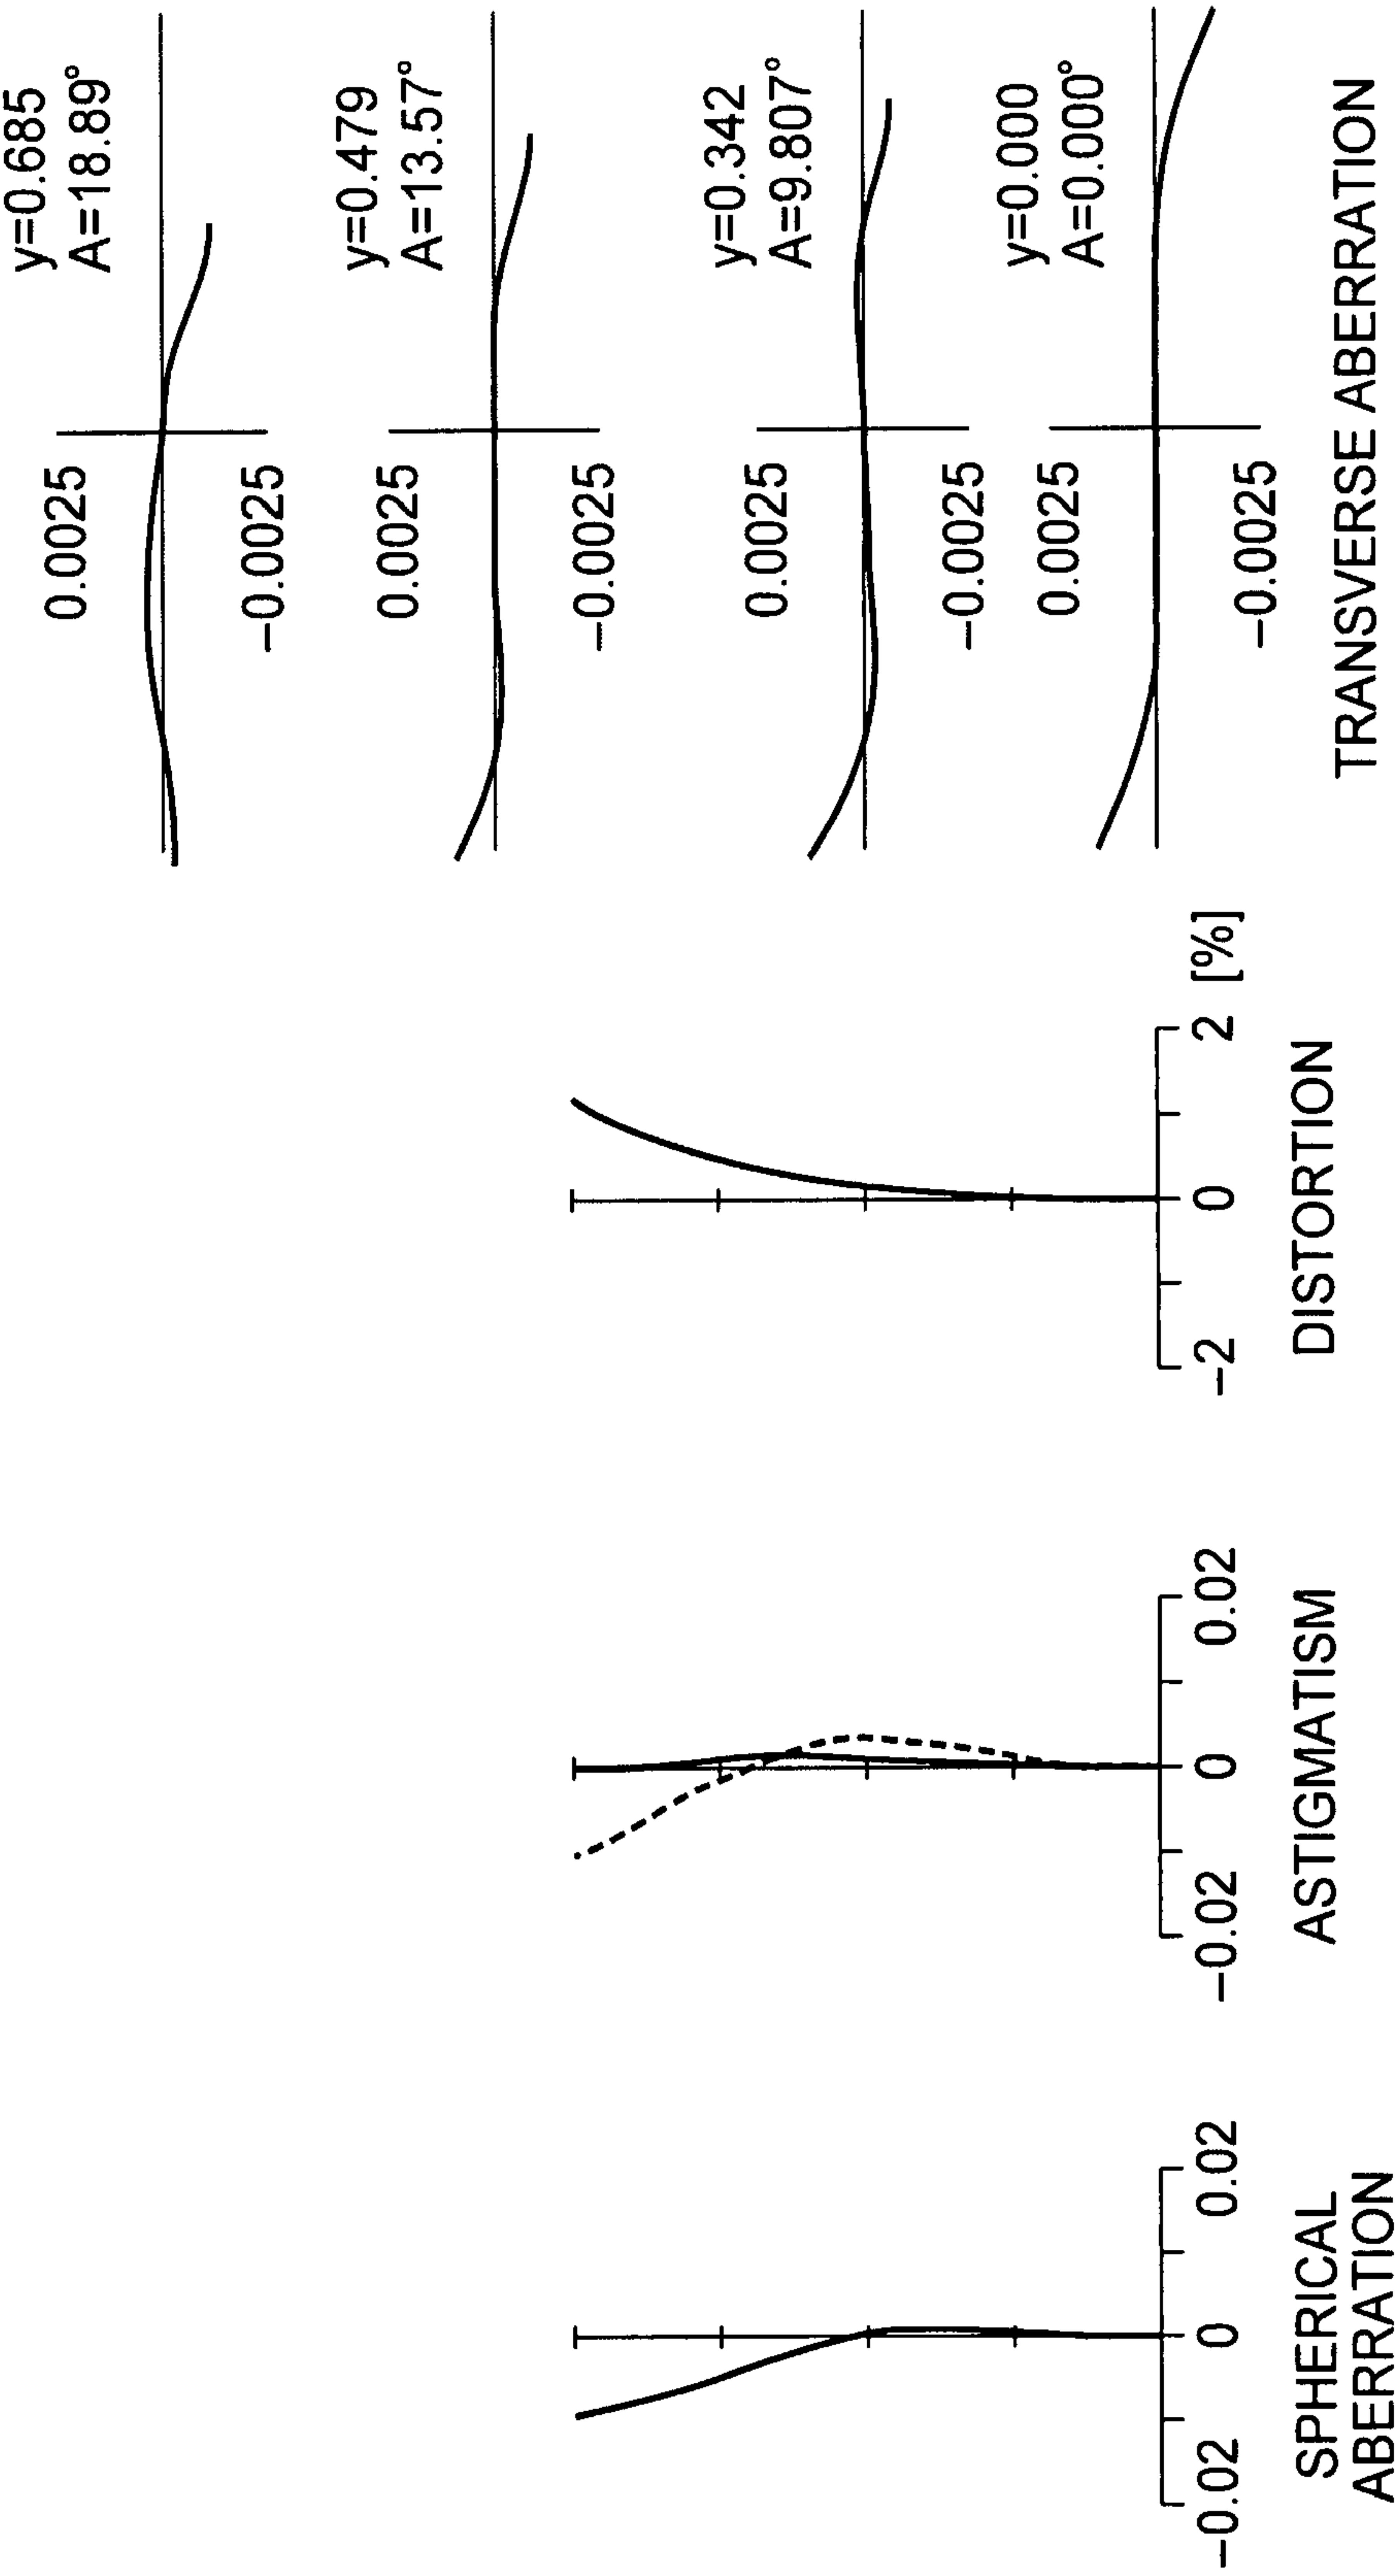 -0.02 0 0.02
SPHERICAL
ABERRATION
-0.02 0 0.02
ASTIGMATISM
-2 0 2 [%]
DISTORTION
y=0.685
A=18.89°
0.0025
-0.0025
y=0.479
A=13.57°
0.0025
-0.0025
y=0.342
A=9.807°
0.0025
-0.0025
y=0.000
A=0.000°
0.0025
-0.0025
TRANSVERSE ABERRATION